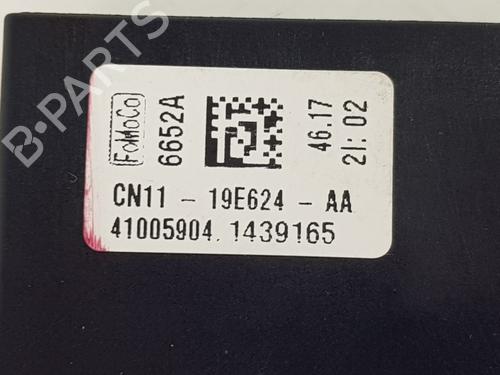 FoMoCo
6652A
46.17
21:02
CN11 - 19E624 - AA
41005904.1439165
B-PARTS